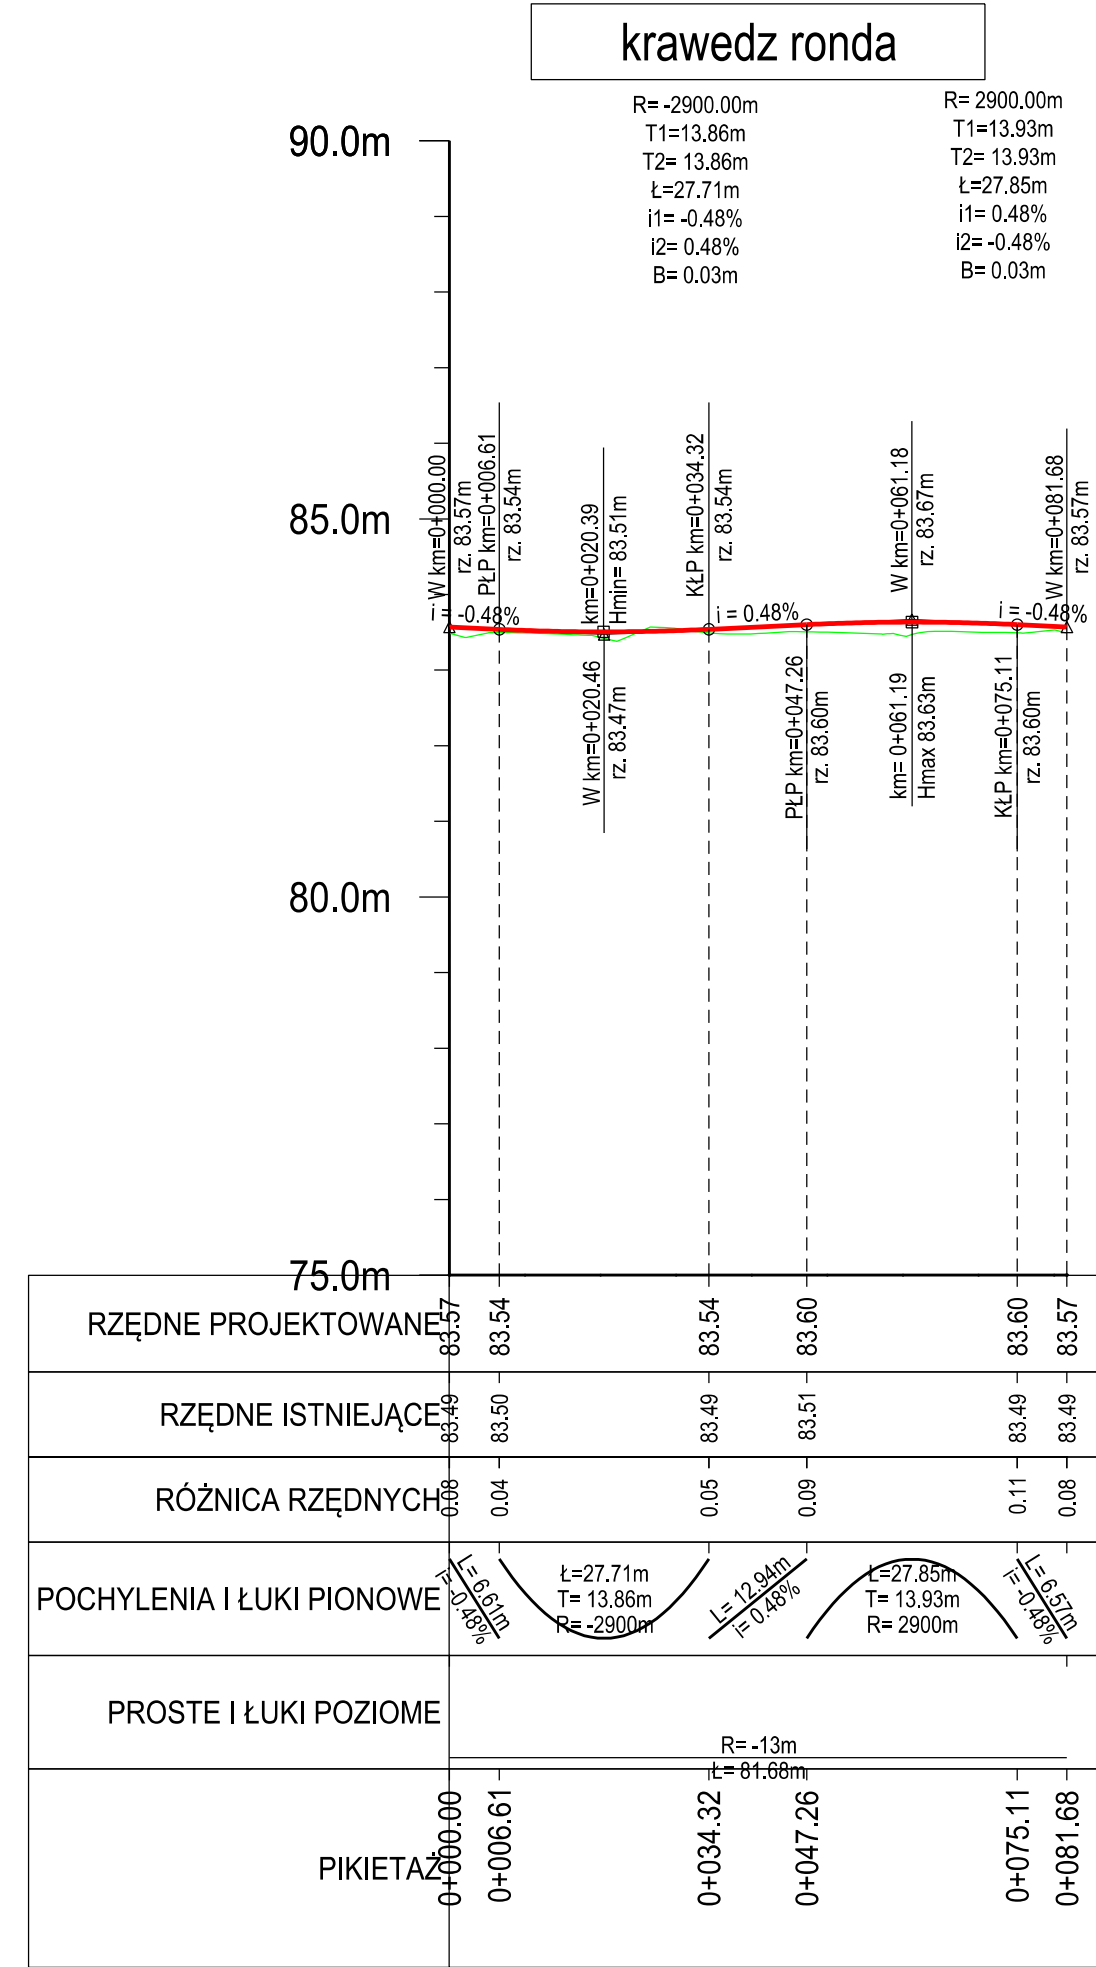 krawedz ronda
R= -2900.00m
T1=13.86m
T2= 13.86m
Ł=27.71m
i1= -0.48%
i2= 0.48%
B= 0.03m
R= 2900.00m
T1=13.93m
T2= 13.93m
Ł=27.85m
i1= 0.48%
i2= -0.48%
B= 0.03m
90.0m
85.0m
80.0m
75.0m
W km=0+000.00
rz. 83.57m
PŁP km=0+006.61
rz. 83.54m
km=0+020.39
Hmin= 83.51m
KŁP km=0+034.32
rz. 83.54m
W km=0+061.18
rz. 83.67m
W km=0+081.68
rz. 83.57m
i = -0.48%
i = 0.48%
i = -0.48%
W km=0+020.46
rz. 83.47m
PŁP km=0+047.26
rz. 83.60m
km= 0+061.19
Hmax 83.63m
KŁP km=0+075.11
rz. 83.60m
RZĘDNE PROJEKTOWANE
83.57
83.54
83.54
83.60
83.60
83.57
RZĘDNE ISTNIEJĄCE
83.49
83.50
83.49
83.51
83.49
83.49
RÓŻNICA RZĘDNYCH
0.08
0.04
0.05
0.09
0.11
0.08
POCHYLENIA I ŁUKI PIONOWE
L= 6.61m
i= -0.48%
Ł=27.71m
T= 13.86m
R= -2900m
L= 12.94m
i= 0.48%
Ł=27.85m
T= 13.93m
R= 2900m
L= 6.57m
i= -0.48%
PROSTE I ŁUKI POZIOME
R= -13m
Ł= 81.68m
PIKIETAŻ
0+000.00
0+006.61
0+034.32
0+047.26
0+075.11
0+081.68